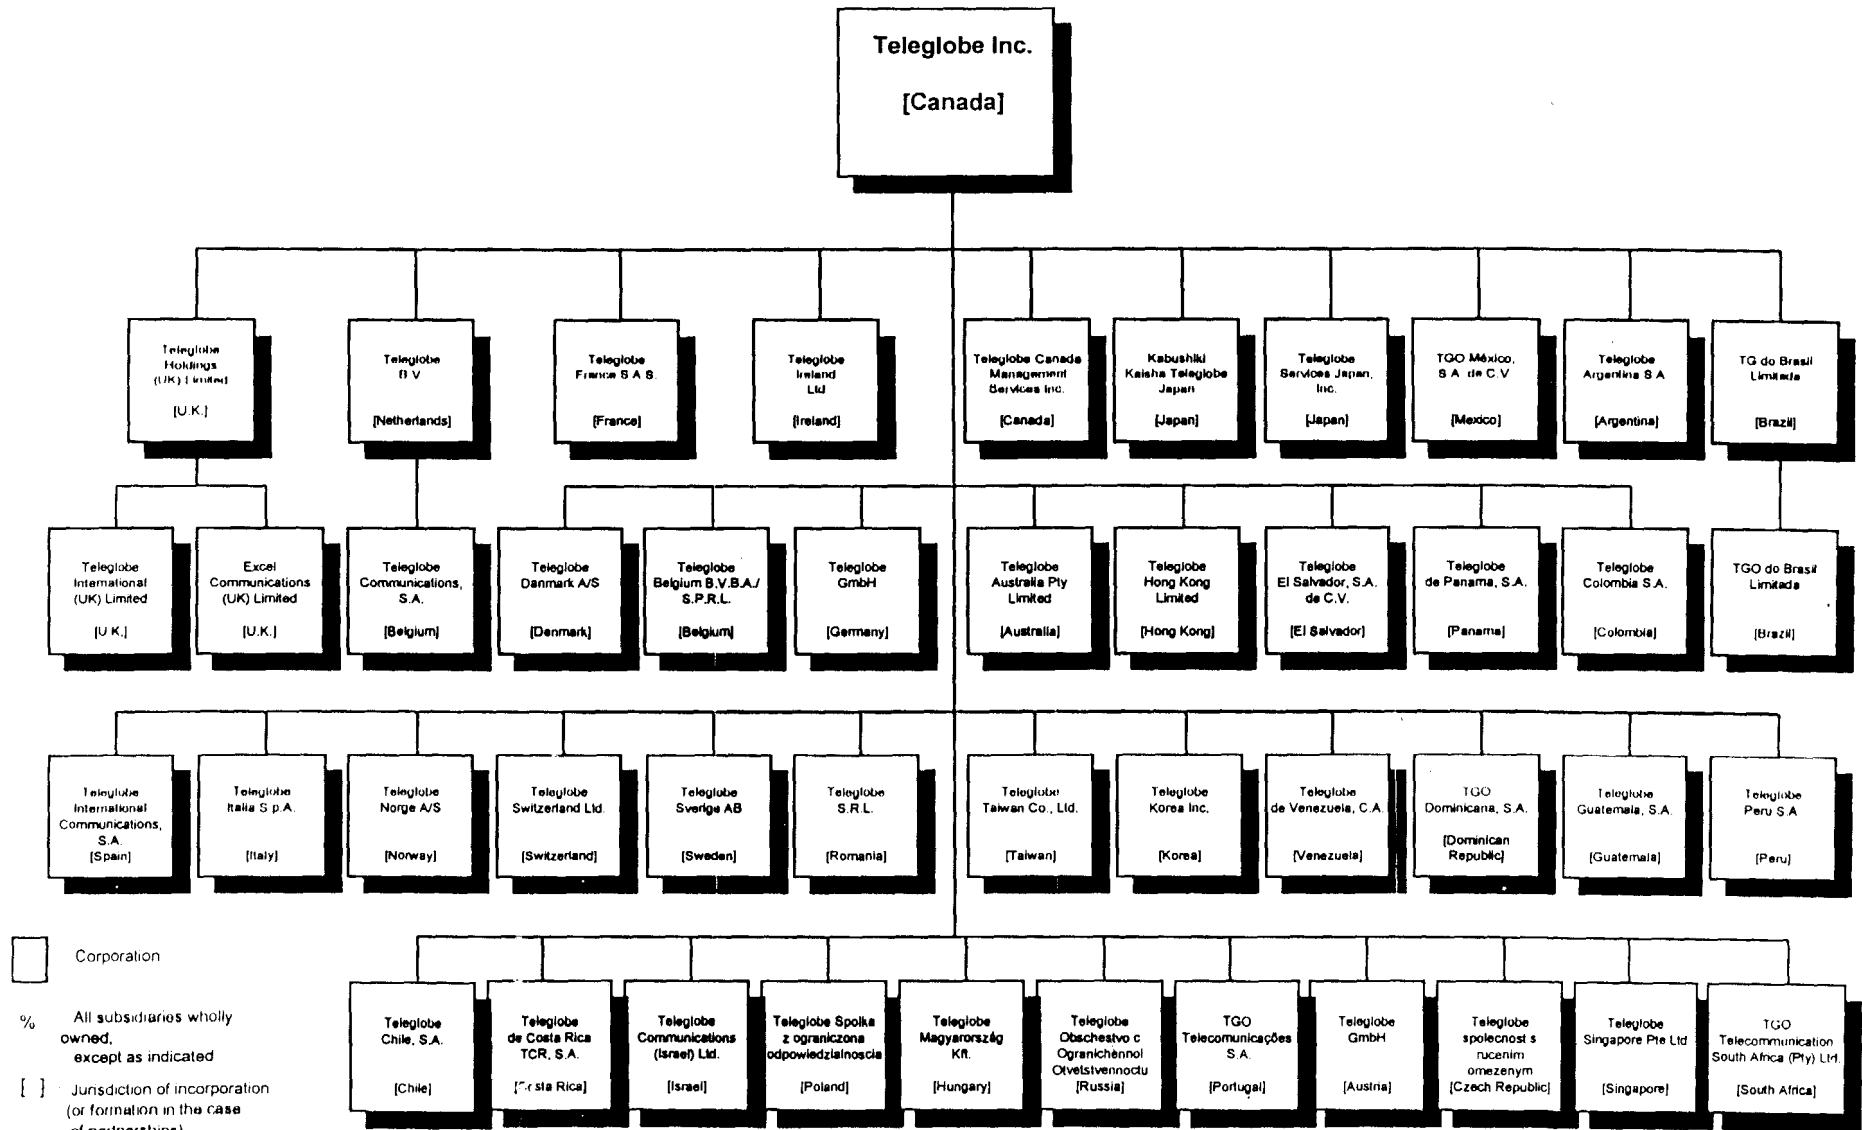 Teleglobe Inc.
[Canada]
Teleglobe
Holdings
(UK) Limited
[U.K.]
Teleglobe
B.V.
[Netherlands]
Teleglobe
France S.A.S.
[France]
Teleglobe
Ireland
Ltd
[Ireland]
Teleglobe Canada
Management
Services Inc.
[Canada]
Kabushiki
Kaisha Teleglobe
Japan
[Japan]
Teleglobe
Services Japan,
Inc.
[Japan]
TGO México,
S.A. de C.V
[Mexico]
Teleglobe
Argentina S A
[Argentina]
TG do Brasil
Limitada
[Brazil]
Teleglobe
International
(UK) Limited
[U K.]
Excel
Communications
(UK) Limited
[U.K.]
Teleglobe
Communications,
S.A.
[Belgium]
Teleglobe
Danmark A/S
[Denmark]
Teleglobe
Belgium B.V.B.A./
S.P.R.L.
[Belgium]
Teleglobe
GmbH
[Germany]
Teleglobe
Australia Pty
Limited
[Australia]
Teleglobe
Hong Kong
Limited
[Hong Kong]
Teleglobe
El Salvador, S.A.
de C.V.
[El Salvador]
Teleglobe
de Panama, S.A.
[Panama]
Teleglobe
Colombia S.A.
[Colombia]
TGO do Brasil
Limitada
[Brazil]
Teleglobe
International
Communications,
S.A.
[Spain]
Teleglobe
Italia S p.A.
[Italy]
Teleglobe
Norge A/S
[Norway]
Teleglobe
Switzerland Ltd.
[Switzerland]
Teleglobe
Sverige AB
[Sweden]
Teleglobe
S.R.L.
[Romania]
Teleglobe
Taiwan Co., Ltd.
[Taiwan]
Teleglobe
Korea Inc.
[Korea]
Teleglobe
de Venezuela, C.A.
[Venezuela]
TGO
Dominicana, S.A.
[Dominican
Republic]
Teleglobe
Guatemala, S.A.
[Guatemala]
Teleglobe
Peru S.A
[Peru]
Corporation
% All subsidiaries wholly
owned,
except as indicated
[ ] Jurisdiction of incorporation
(or formation in the case
of partnerships)
Teleglobe
Chile, S.A.
[Chile]
Teleglobe
de Costa Rica
TCR, S.A.
Rica]
Teleglobe
Communications
(Israel) Ltd.
[Israel]
Teleglobe Spolka
z ograniczona
odpowiedzialnoscia
[Poland]
Teleglobe
Magyarország
Kft.
[Hungary]
Teleglobe
Obschestvo c
Ogranichennoi
Otvetstvennoctu
[Russia]
TGO
Telecomunicações
S.A.
[Portugal]
Teleglobe
GmbH
[Austria]
Teleglobe
spolecnost s
rucenim
omezenym
[Czech Republic]
Teleglobe
Singapore Pte Ltd
[Singapore]
TGO
Telecommunication
South Africa (Pty) Ltd.
[South Africa]